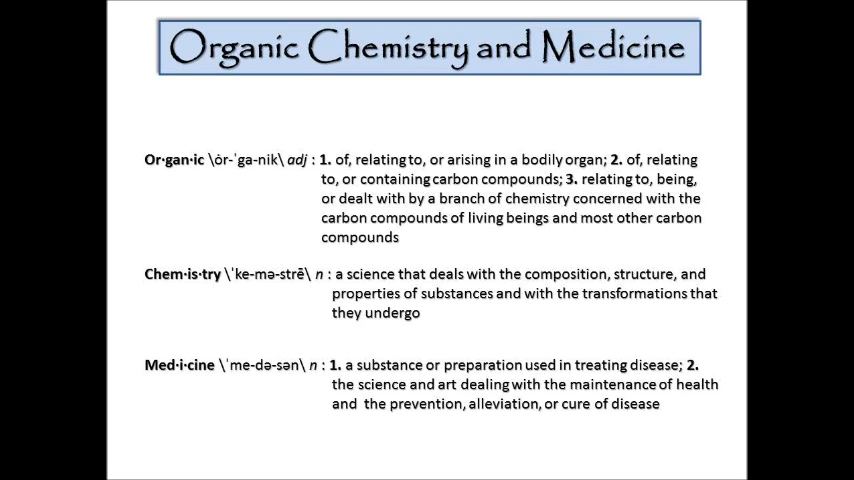 Organic Chemistry and Medicine
Or·gan·ic \ȯr-ˈga-nik\ adj : 1. of, relating to, or arising in a bodily organ; 2. of, relating
to, or containing carbon compounds; 3. relating to, being,
or dealt with by a branch of chemistry concerned with the
carbon compounds of living beings and most other carbon
compounds
Chem·is·try \ˈke-mə-strē\ n : a science that deals with the composition, structure, and
properties of substances and with the transformations that
they undergo
Med·i·cine \ˈme-də-sən\ n : 1. a substance or preparation used in treating disease; 2.
the science and art dealing with the maintenance of health
and the prevention, alleviation, or cure of disease